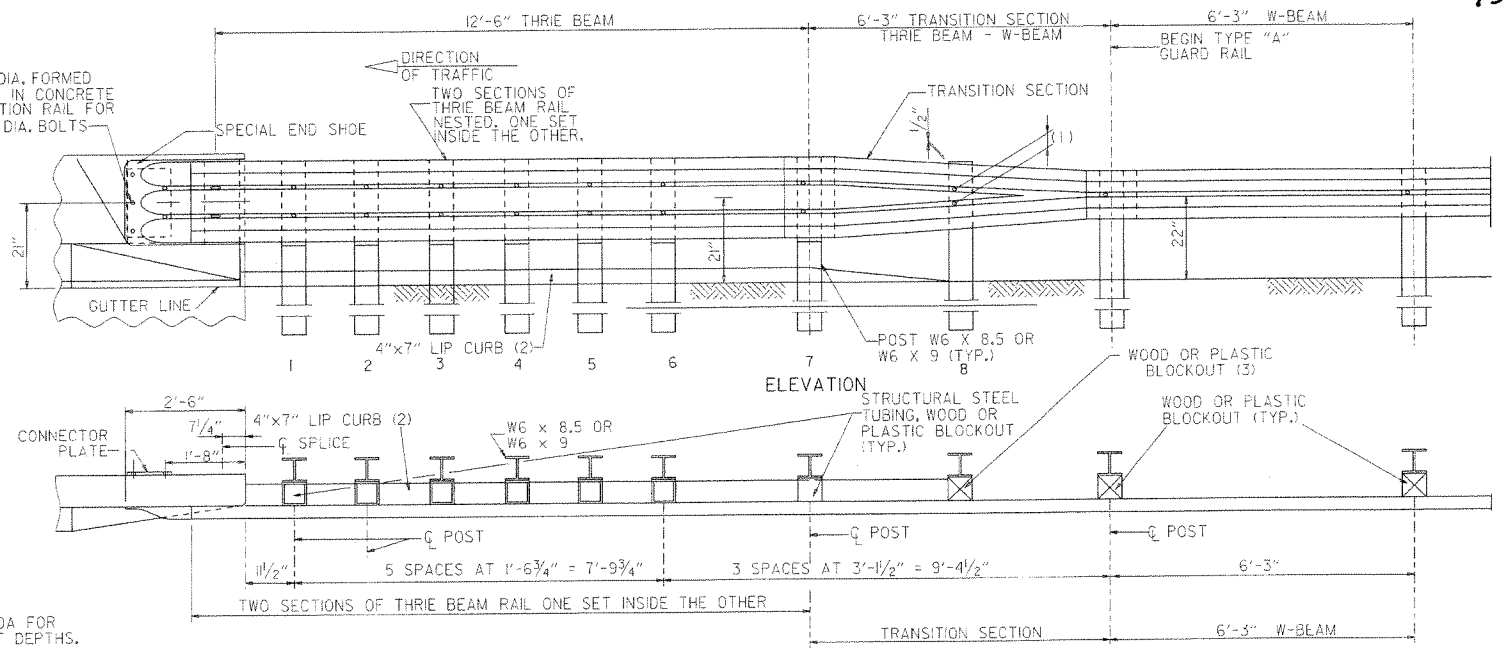 12'-6" THRIE BEAM
6'-3" TRANSITION SECTION
THRIE BEAM - W-BEAM
6'-3" W-BEAM
BEGIN TYPE "A"
GUARD RAIL
DIRECTION
OF TRAFFIC
DIA. FORMED
IN CONCRETE
TION RAIL FOR
DIA. BOLTS
SPECIAL END SHOE
TWO SECTIONS OF
THRIE BEAM RAIL
NESTED. ONE SET
INSIDE THE OTHER.
TRANSITION SECTION
1/2"
(1)
21"
21"
22"
GUTTER LINE
4"x7" LIP CURB (2)
POST W6 X 8.5 OR
W6 X 9 (TYP.)
1 2 3 4 5 6 7 8
ELEVATION
WOOD OR PLASTIC
BLOCKOUT (3)
2'-6"
7 1/4"
4"x7" LIP CURB (2)
℄ SPLICE
1'-8"
CONNECTOR
PLATE
W6 x 8.5 OR
W6 x 9
STRUCTURAL STEEL
TUBING, WOOD OR
PLASTIC BLOCKOUT
(TYP.)
WOOD OR PLASTIC
BLOCKOUT (TYP.)
℄ POST
℄ POST
℄ POST
11 1/2"
5 SPACES AT 1'-6 3/4" = 7'-9 3/4"
3 SPACES AT 3'-1 1/2" = 9'-4 1/2"
6'-3"
TWO SECTIONS OF THRIE BEAM RAIL ONE SET INSIDE THE OTHER
DA FOR
T DEPTHS.
TRANSITION SECTION
6'-3" W-BEAM